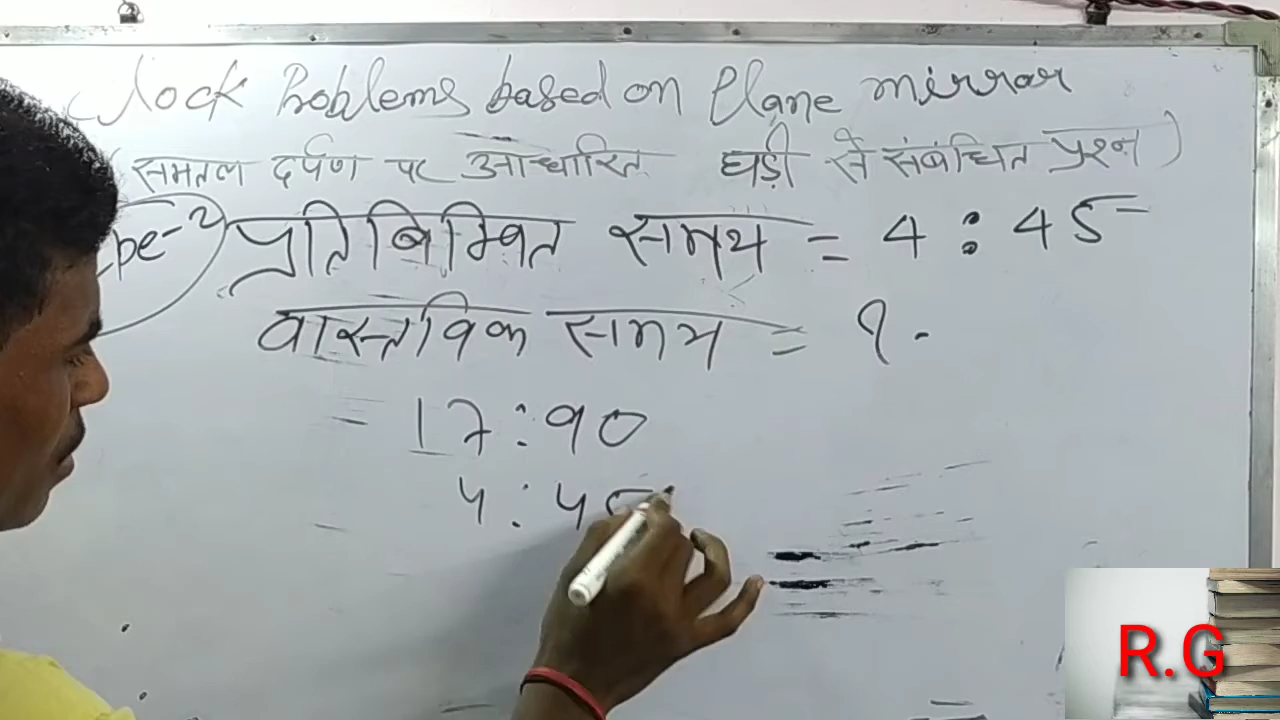 Clock Problems based on Plane mirror
(समतल दर्पण पर आधारित घड़ी से संबंधित प्रश्न)
प्रतिबिम्बित समय = 4 : 45
वास्तविक समय = ?.
17:90
4:45
R.G